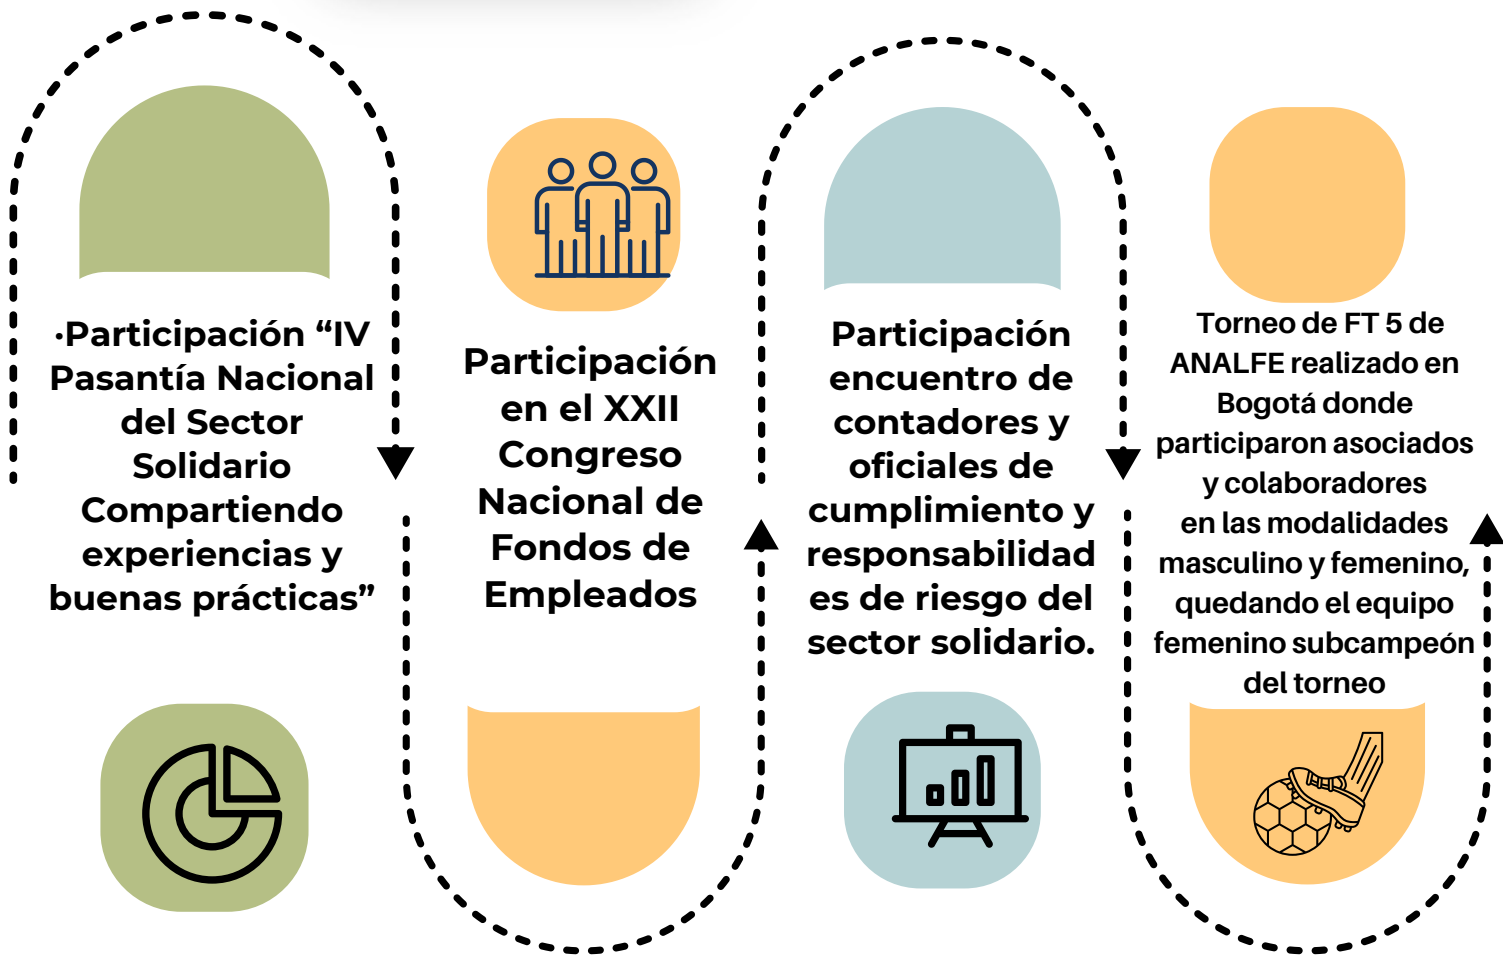 ·Participación “IV
Pasantía Nacional
del Sector
Solidario
Compartiendo
experiencias y
buenas prácticas”
Participación
en el XXII
Congreso
Nacional de
Fondos de
Empleados
Participación
encuentro de
contadores y
oficiales de
cumplimiento y
responsabilidad
es de riesgo del
sector solidario.
Torneo de FT 5 de
ANALFE realizado en
Bogotá donde
participaron asociados
y colaboradores
en las modalidades
masculino y femenino,
quedando el equipo
femenino subcampeón
del torneo